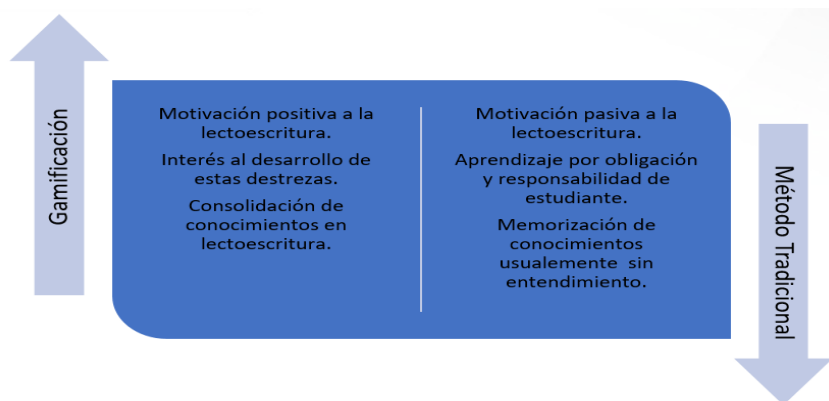 Gamificación
Motivación positiva a la
lectoescritura.
Interés al desarrollo de
estas destrezas.
Consolidación de
conocimientos en
lectoescritura.
Motivación pasiva a la
lectoescritura.
Aprendizaje por obligación
y responsabilidad de
estudiante.
Memorización de
conocimientos
usualemente sin
entendimiento.
Método Tradicional